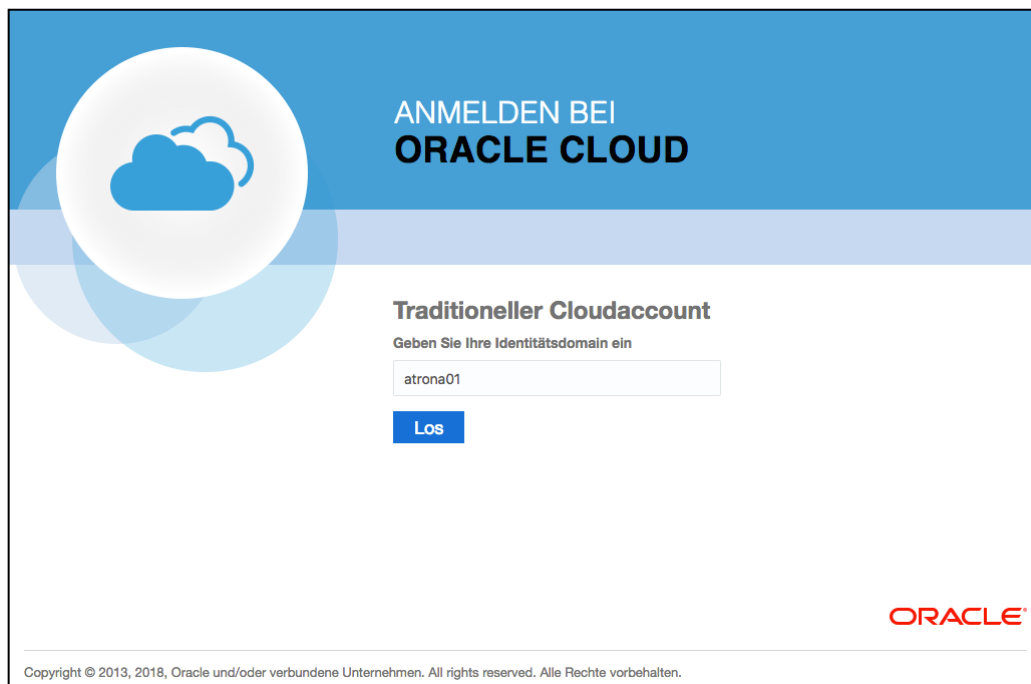 ANMELDEN BEI
ORACLE CLOUD
Traditioneller Cloudaccount
Geben Sie Ihre Identitätsdomain ein
atrona01
Los
ORACLE®
Copyright © 2013, 2018, Oracle und/oder verbundene Unternehmen. All rights reserved. Alle Rechte vorbehalten.